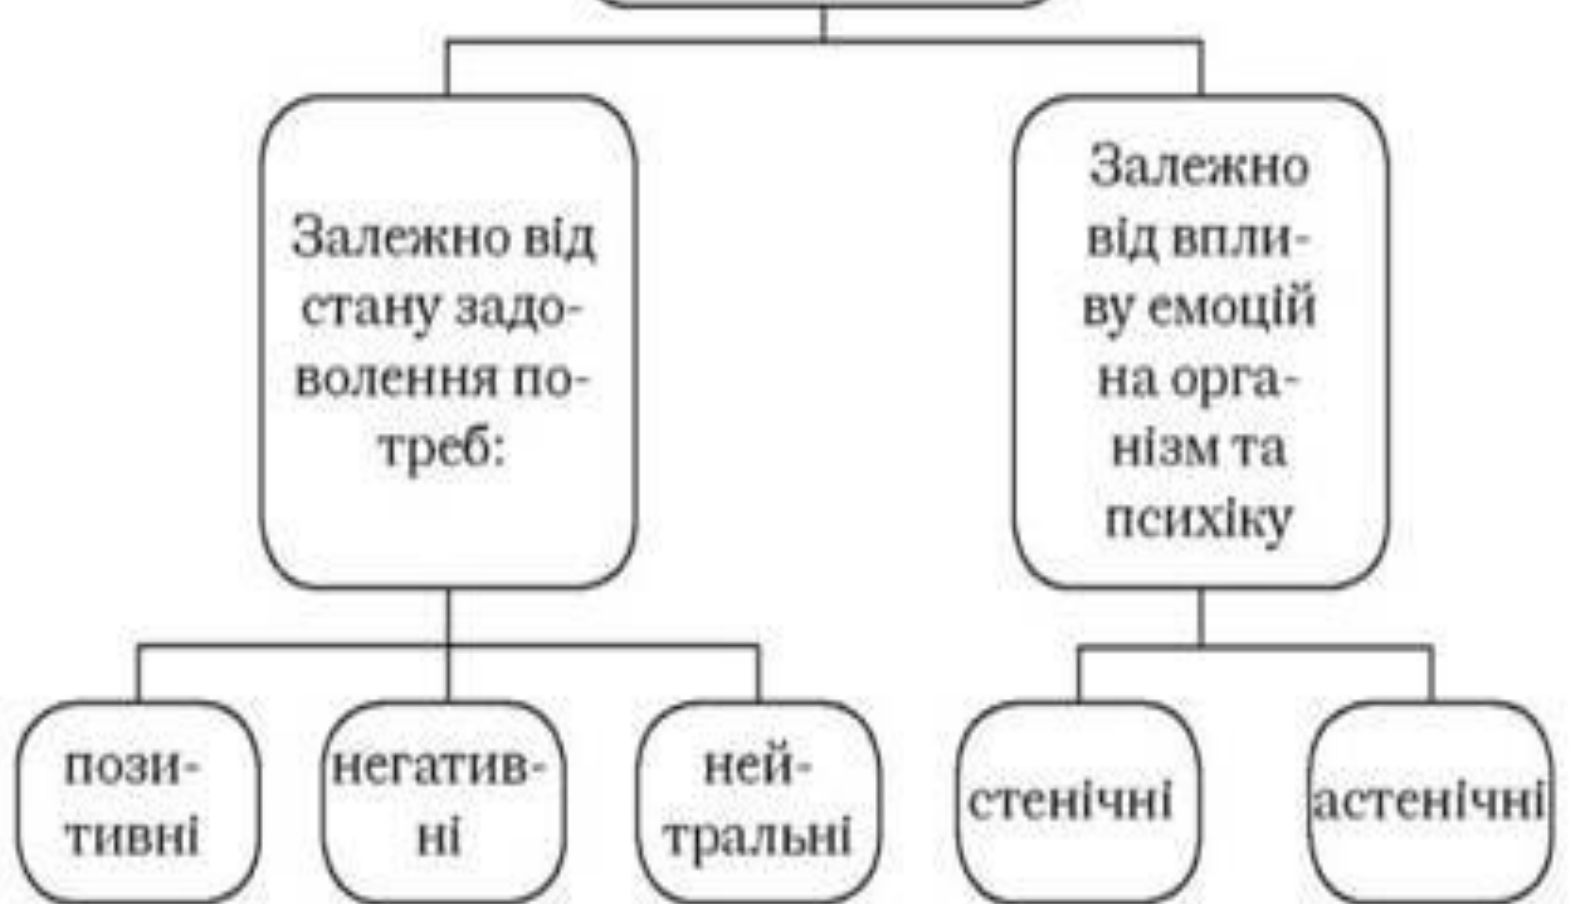 Залежно від
стану задо-
волення по-
треб:
Залежно
від впли-
ву емоцій
на орга-
нізм та
психіку
пози-
тивні
негатив-
ні
ней-
тральні
стенічні
астенічні